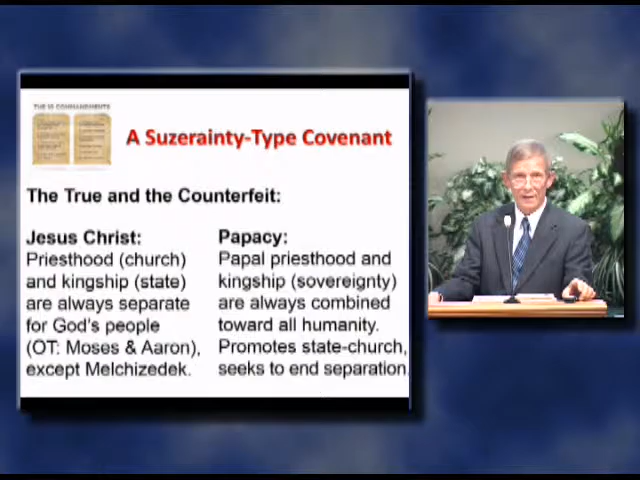 THE 10 COMMANDMENTS
A Suzerainty-Type Covenant
The True and the Counterfeit:
Jesus Christ:
Priesthood (church)
and kingship (state)
are always separate
for God's people
(OT: Moses & Aaron),
except Melchizedek.
Papacy:
Papal priesthood and
kingship (sovereignty)
are always combined
toward all humanity.
Promotes state-church,
seeks to end separation.